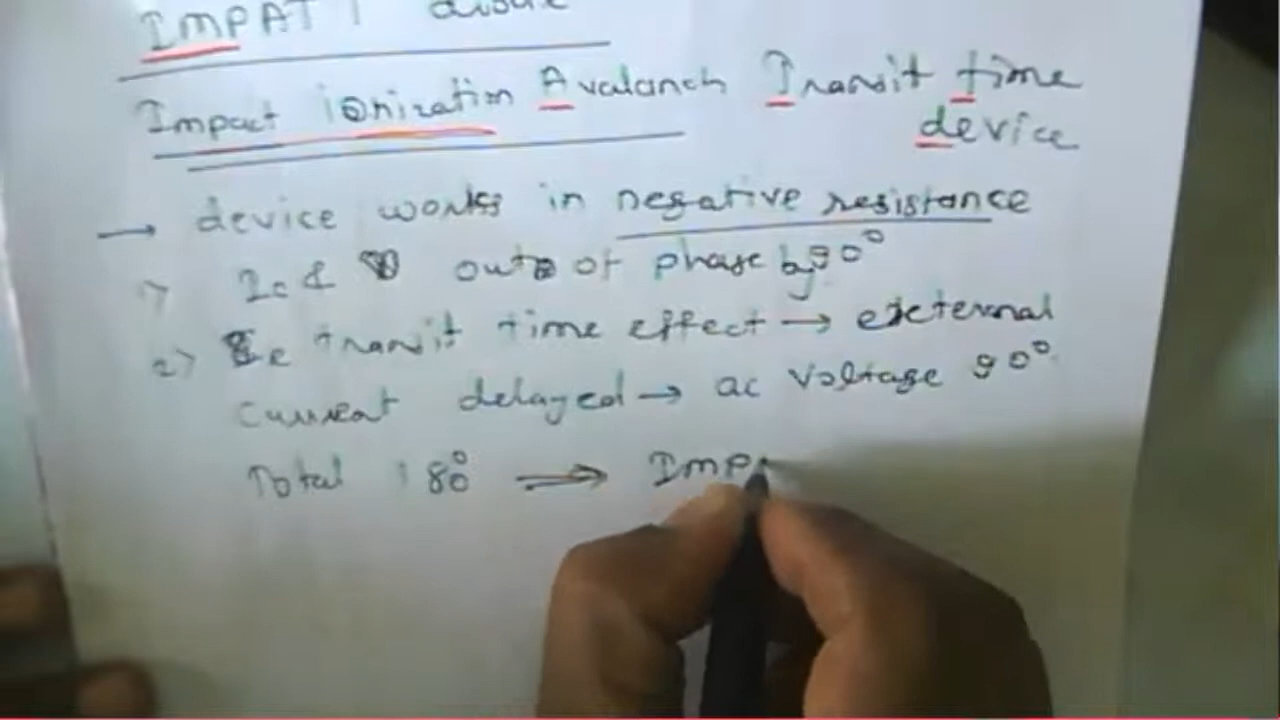 IMPATT diode
Impact ionization Avalanch Transit time
device
→ device works in negative resistance
1) Ic & V out of phase by 90°
2) transit time effect → external
current delayed → ac voltage 90°
Total 180° ⇒ IMP